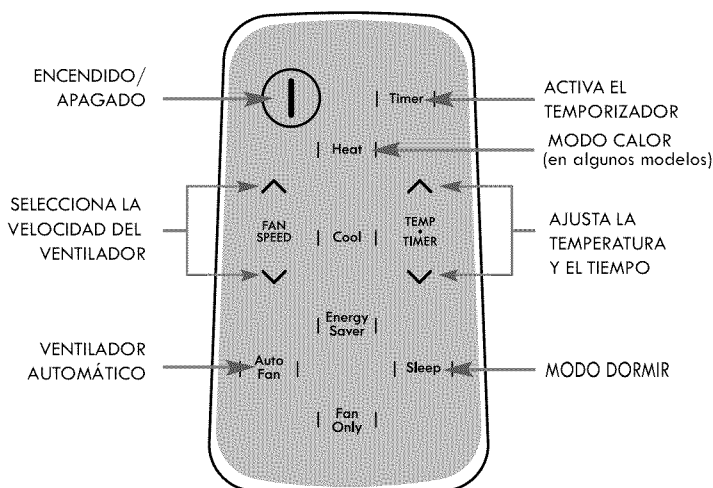 ENCENDIDO/
APAGADO
Timer
ACTIVA EL
TEMPORIZADOR
Heat
MODO CALOR
(en algunos modelos)
SELECCIONA LA
VELOCIDAD DEL
VENTILADOR
FAN
SPEED
Cool
TEMP
•
TIMER
AJUSTA LA
TEMPERATURA
Y EL TIEMPO
Energy
Saver
VENTILADOR
AUTOMÁTICO
Auto
Fan
Sleep
MODO DORMIR
Fan
Only